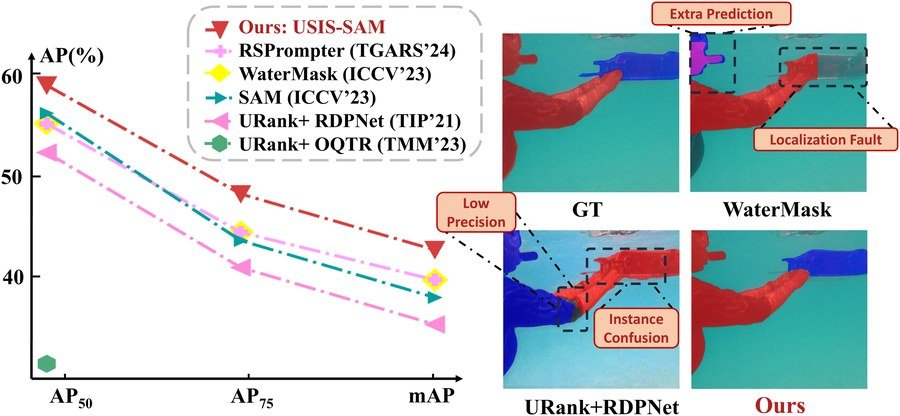 AP(%)
60
50
40
AP50
AP75
mAP
Ours: USIS-SAM
RSPrompter (TGARS’24)
WaterMask (ICCV’23)
SAM (ICCV’23)
URank+ RDPNet (TIP’21)
URank+ OQTR (TMM’23)
Extra Prediction
Localization Fault
GT
WaterMask
Low
Precision
Instance
Confusion
URank+RDPNet
Ours